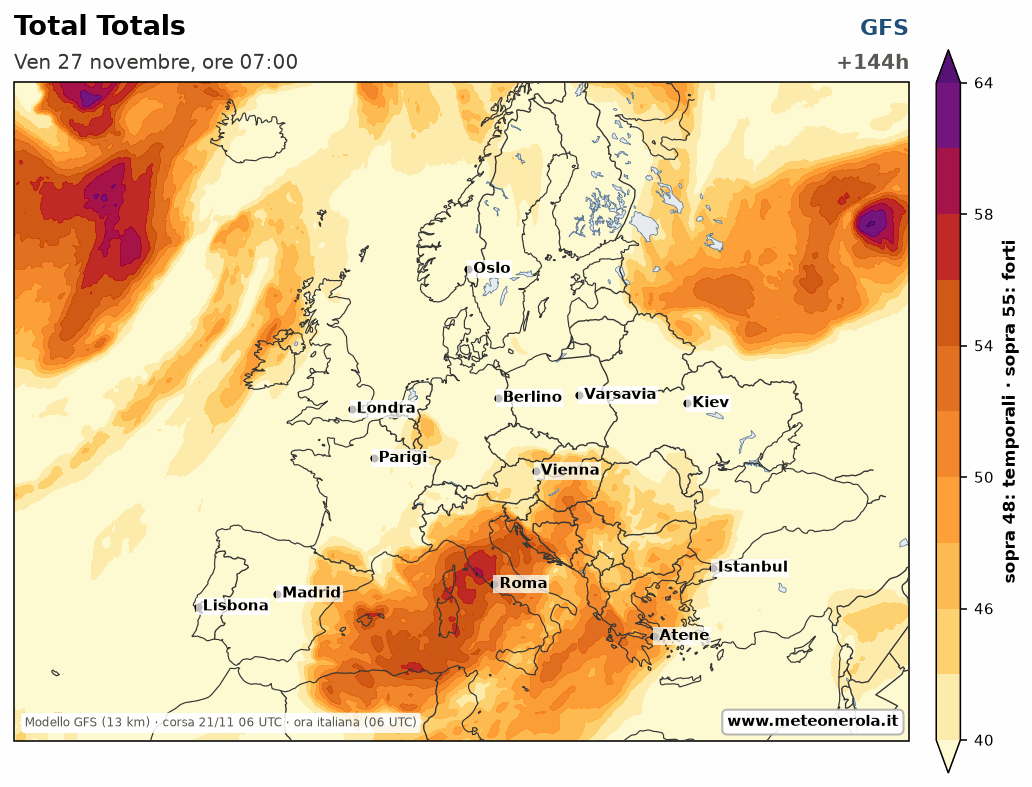 Total Totals
GFS
Ven 27 novembre, ore 07:00
+144h
Oslo
Londra
Berlino
Varsavia
Kiev
Parigi
Vienna
Istanbul
Roma
Madrid
Lisbona
Atene
Modello GFS (13 km) · corsa 21/11 06 UTC · ora italiana (06 UTC)
www.meteonerola.it
64
58
54
50
46
40
sopra 48: temporali · sopra 55: forti